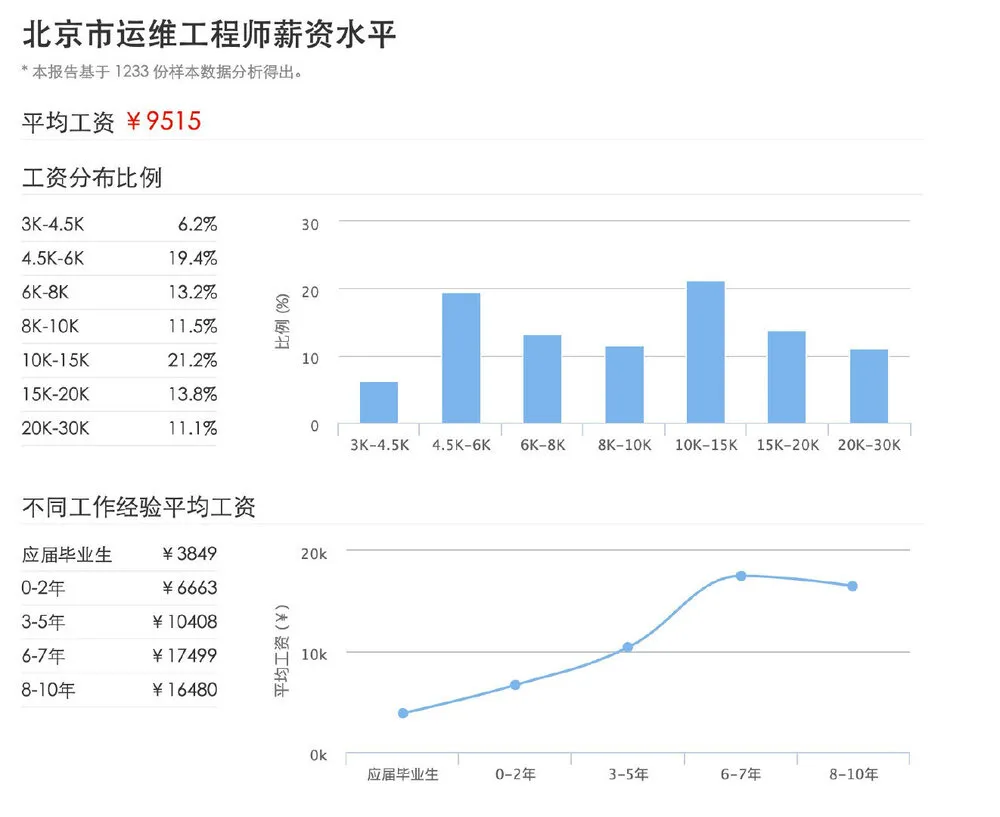 北京市运维工程师薪资水平
* 本报告基于 1233 份样本数据分析得出。
平均工资 ¥9515
工资分布比例
3K-4.5K 6.2%
4.5K-6K 19.4%
6K-8K 13.2%
8K-10K 11.5%
10K-15K 21.2%
15K-20K 13.8%
20K-30K 11.1%
比例 (%)
30
20
10
0
3K-4.5K 4.5K-6K 6K-8K 8K-10K 10K-15K 15K-20K 20K-30K
不同工作经验平均工资
应届毕业生 ¥3849
0-2年 ¥6663
3-5年 ¥10408
6-7年 ¥17499
8-10年 ¥16480
平均工资 (¥)
20k
10k
0k
应届毕业生 0-2年 3-5年 6-7年 8-10年